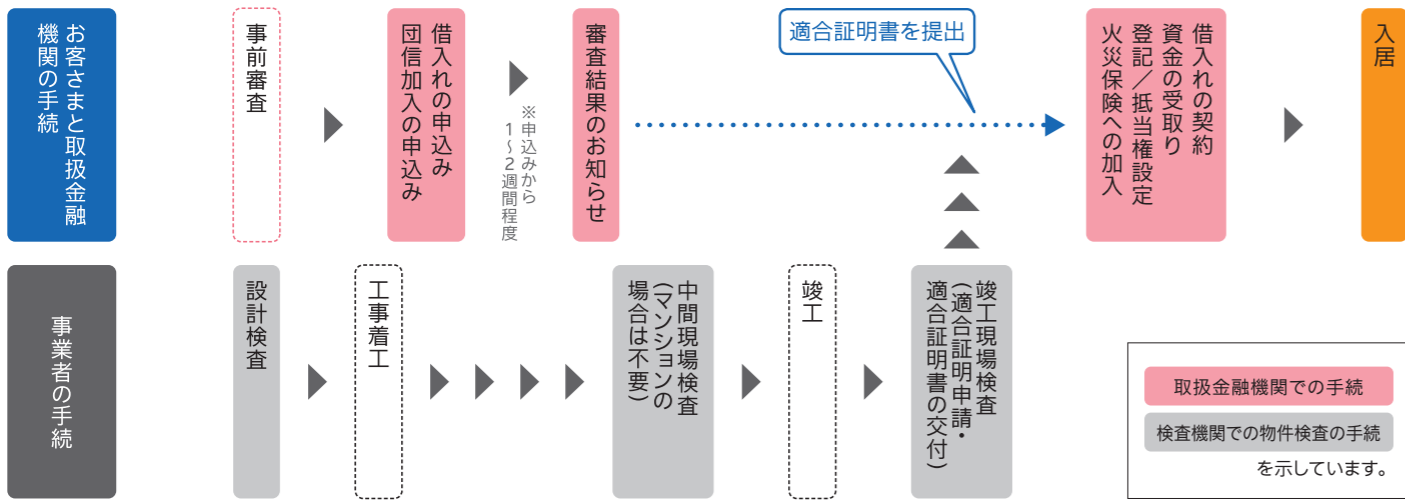 お客さまと取扱金融
機関の手続
事前審査
借入れの申込み
団信加入の申込み
※申込みから
1～2週間程度
審査結果のお知らせ
適合証明書を提出
借入れの契約
資金の受取り
登記／抵当権設定
火災保険への加入
入居
事業者の手続
設計検査
工事着工
中間現場検査
(マンションの
場合は不要)
竣工
竣工現場検査
(適合証明申請・
適合証明書の交付)
取扱金融機関での手続
検査機関での物件検査の手続
を示しています。